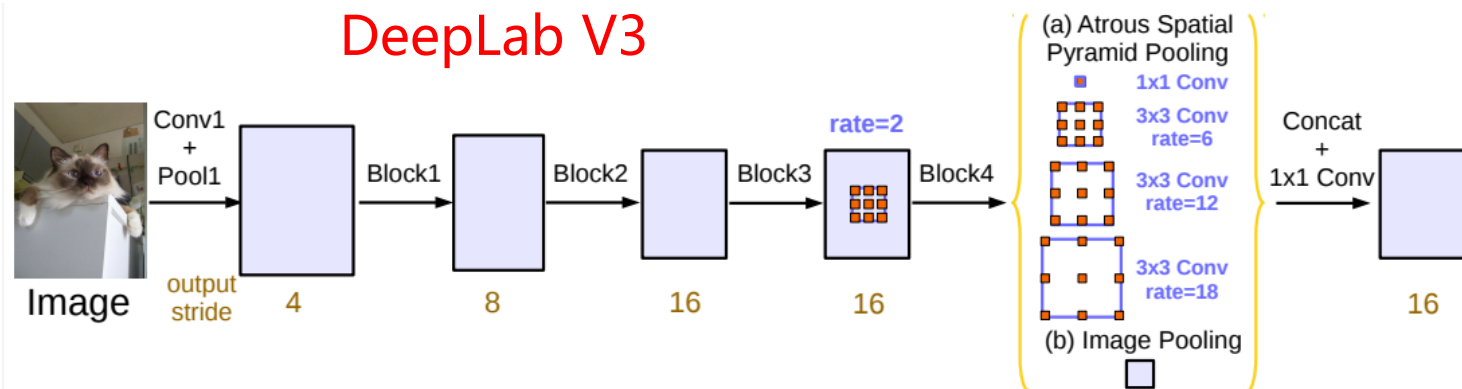 DeepLab V3
Image
Conv1
+
Pool1
output
stride
4
Block1
8
Block2
16
Block3
rate=2
16
Block4
(a) Atrous Spatial
Pyramid Pooling
1x1 Conv
3x3 Conv
rate=6
3x3 Conv
rate=12
3x3 Conv
rate=18
(b) Image Pooling
Concat
+
1x1 Conv
16